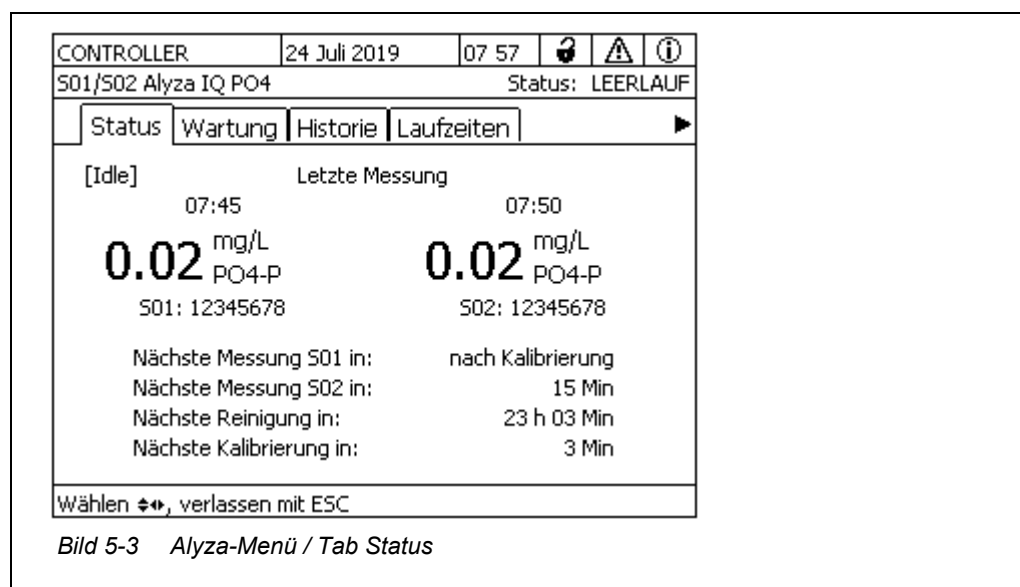 CONTROLLER 24 Juli 2019 07 57
S01/S02 Alyza IQ PO4 Status: LEERLAUF
Status Wartung Historie Laufzeiten
[Idle] Letzte Messung
07:45 07:50
0.02 mg/L PO4-P 0.02 mg/L PO4-P
S01: 12345678 S02: 12345678
Nächste Messung S01 in: nach Kalibrierung
Nächste Messung S02 in: 15 Min
Nächste Reinigung in: 23 h 03 Min
Nächste Kalibrierung in: 3 Min
Wählen, verlassen mit ESC
Bild 5-3 Alyza-Menü / Tab Status